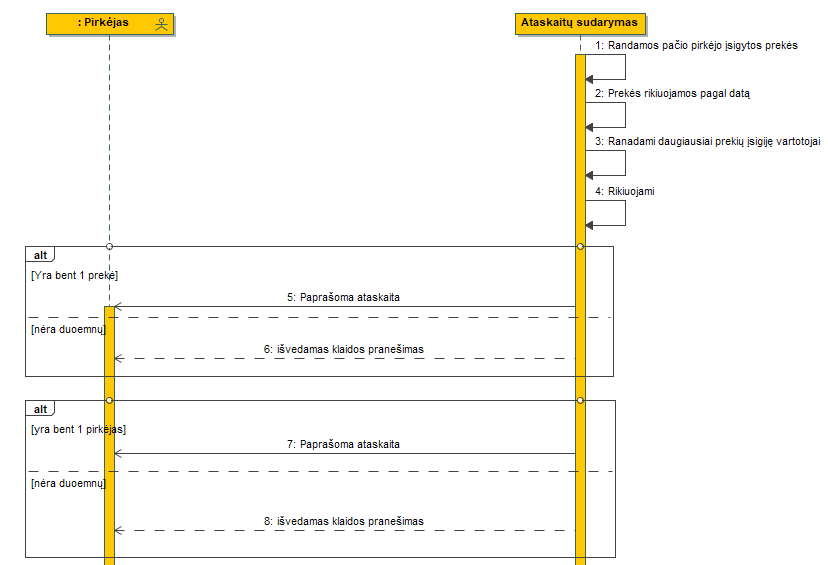 : Pirkėjas
Ataskaitų sudarymas
1: Randamos pačio pirkėjo įsigytos prekės
2: Prekės rikiuojamos pagal datą
3: Ranadami daugiausiai prekių įsigiję vartotojai
4: Rikiuojami
alt
[Yra bent 1 prekė]
5: Paprašoma ataskaita
[nėra duoemnų]
6: išvedamas klaidos pranešimas
alt
[yra bent 1 pirkėjas]
7: Paprašoma ataskaita
[nėra duoemnų]
8: išvedamas klaidos pranešimas